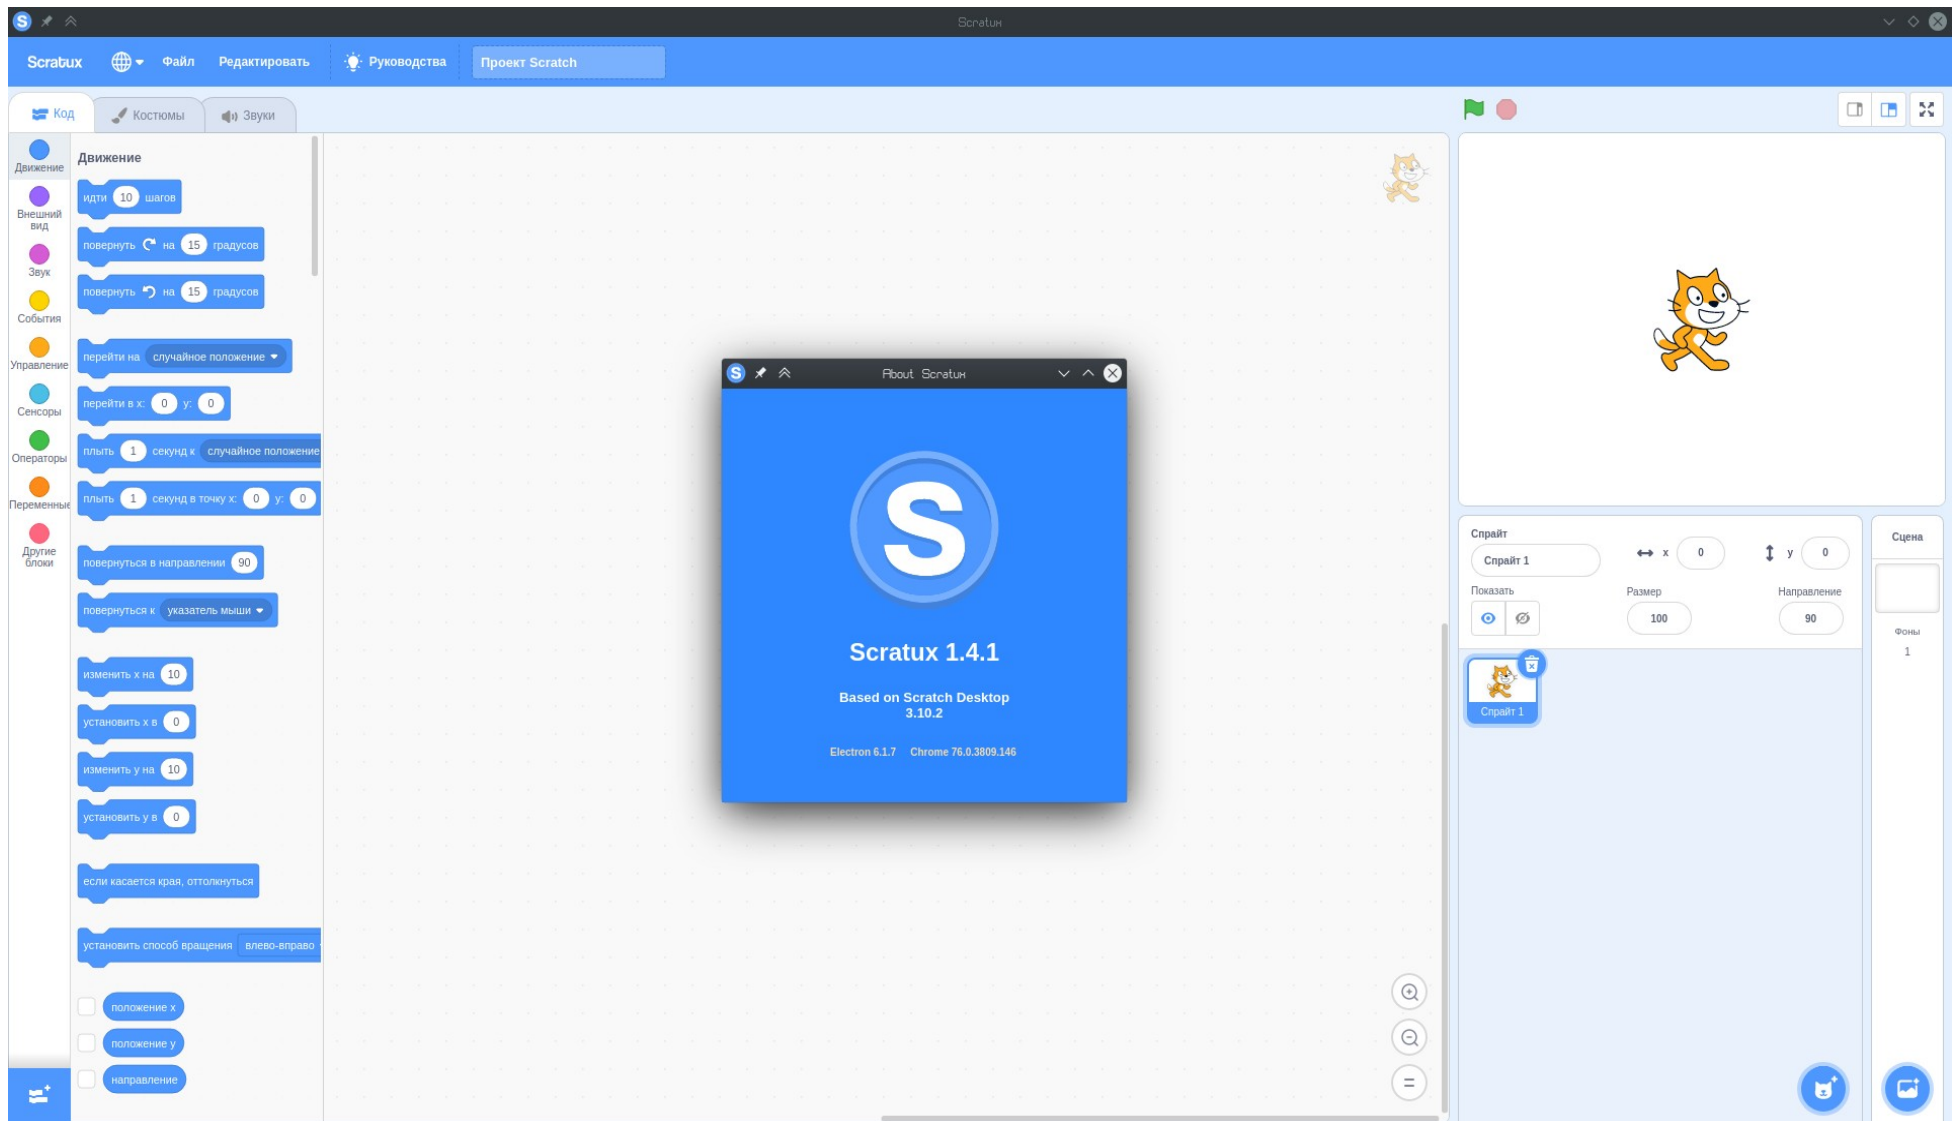 Scratux
Scratux Файл Редактировать Руководства Проект Scratch
Код Костюмы Звуки
Движение
Внешний
вид
Звук
События
Управление
Сенсоры
Операторы
Переменные
Другие
блоки
Движение
идти 10 шагов
повернуть на 15 градусов
повернуть на 15 градусов
перейти на случайное положение
перейти в x: 0 y: 0
плыть 1 секунд к случайное положение
плыть 1 секунд в точку x: 0 y: 0
повернуться в направлении 90
повернуться к указатель мыши
изменить x на 10
установить x в 0
изменить y на 10
установить y в 0
если касается края, оттолкнуться
установить способ вращения влево-вправо
положение x
положение y
направление
About Scratux
S
Scratux 1.4.1
Based on Scratch Desktop
3.10.2
Electron 6.1.7 Chrome 76.0.3809.146
Спрайт
Спрайт 1 x 0 y 0
Показать Размер Направление
100 90
Спрайт 1
Сцена
Фоны
1